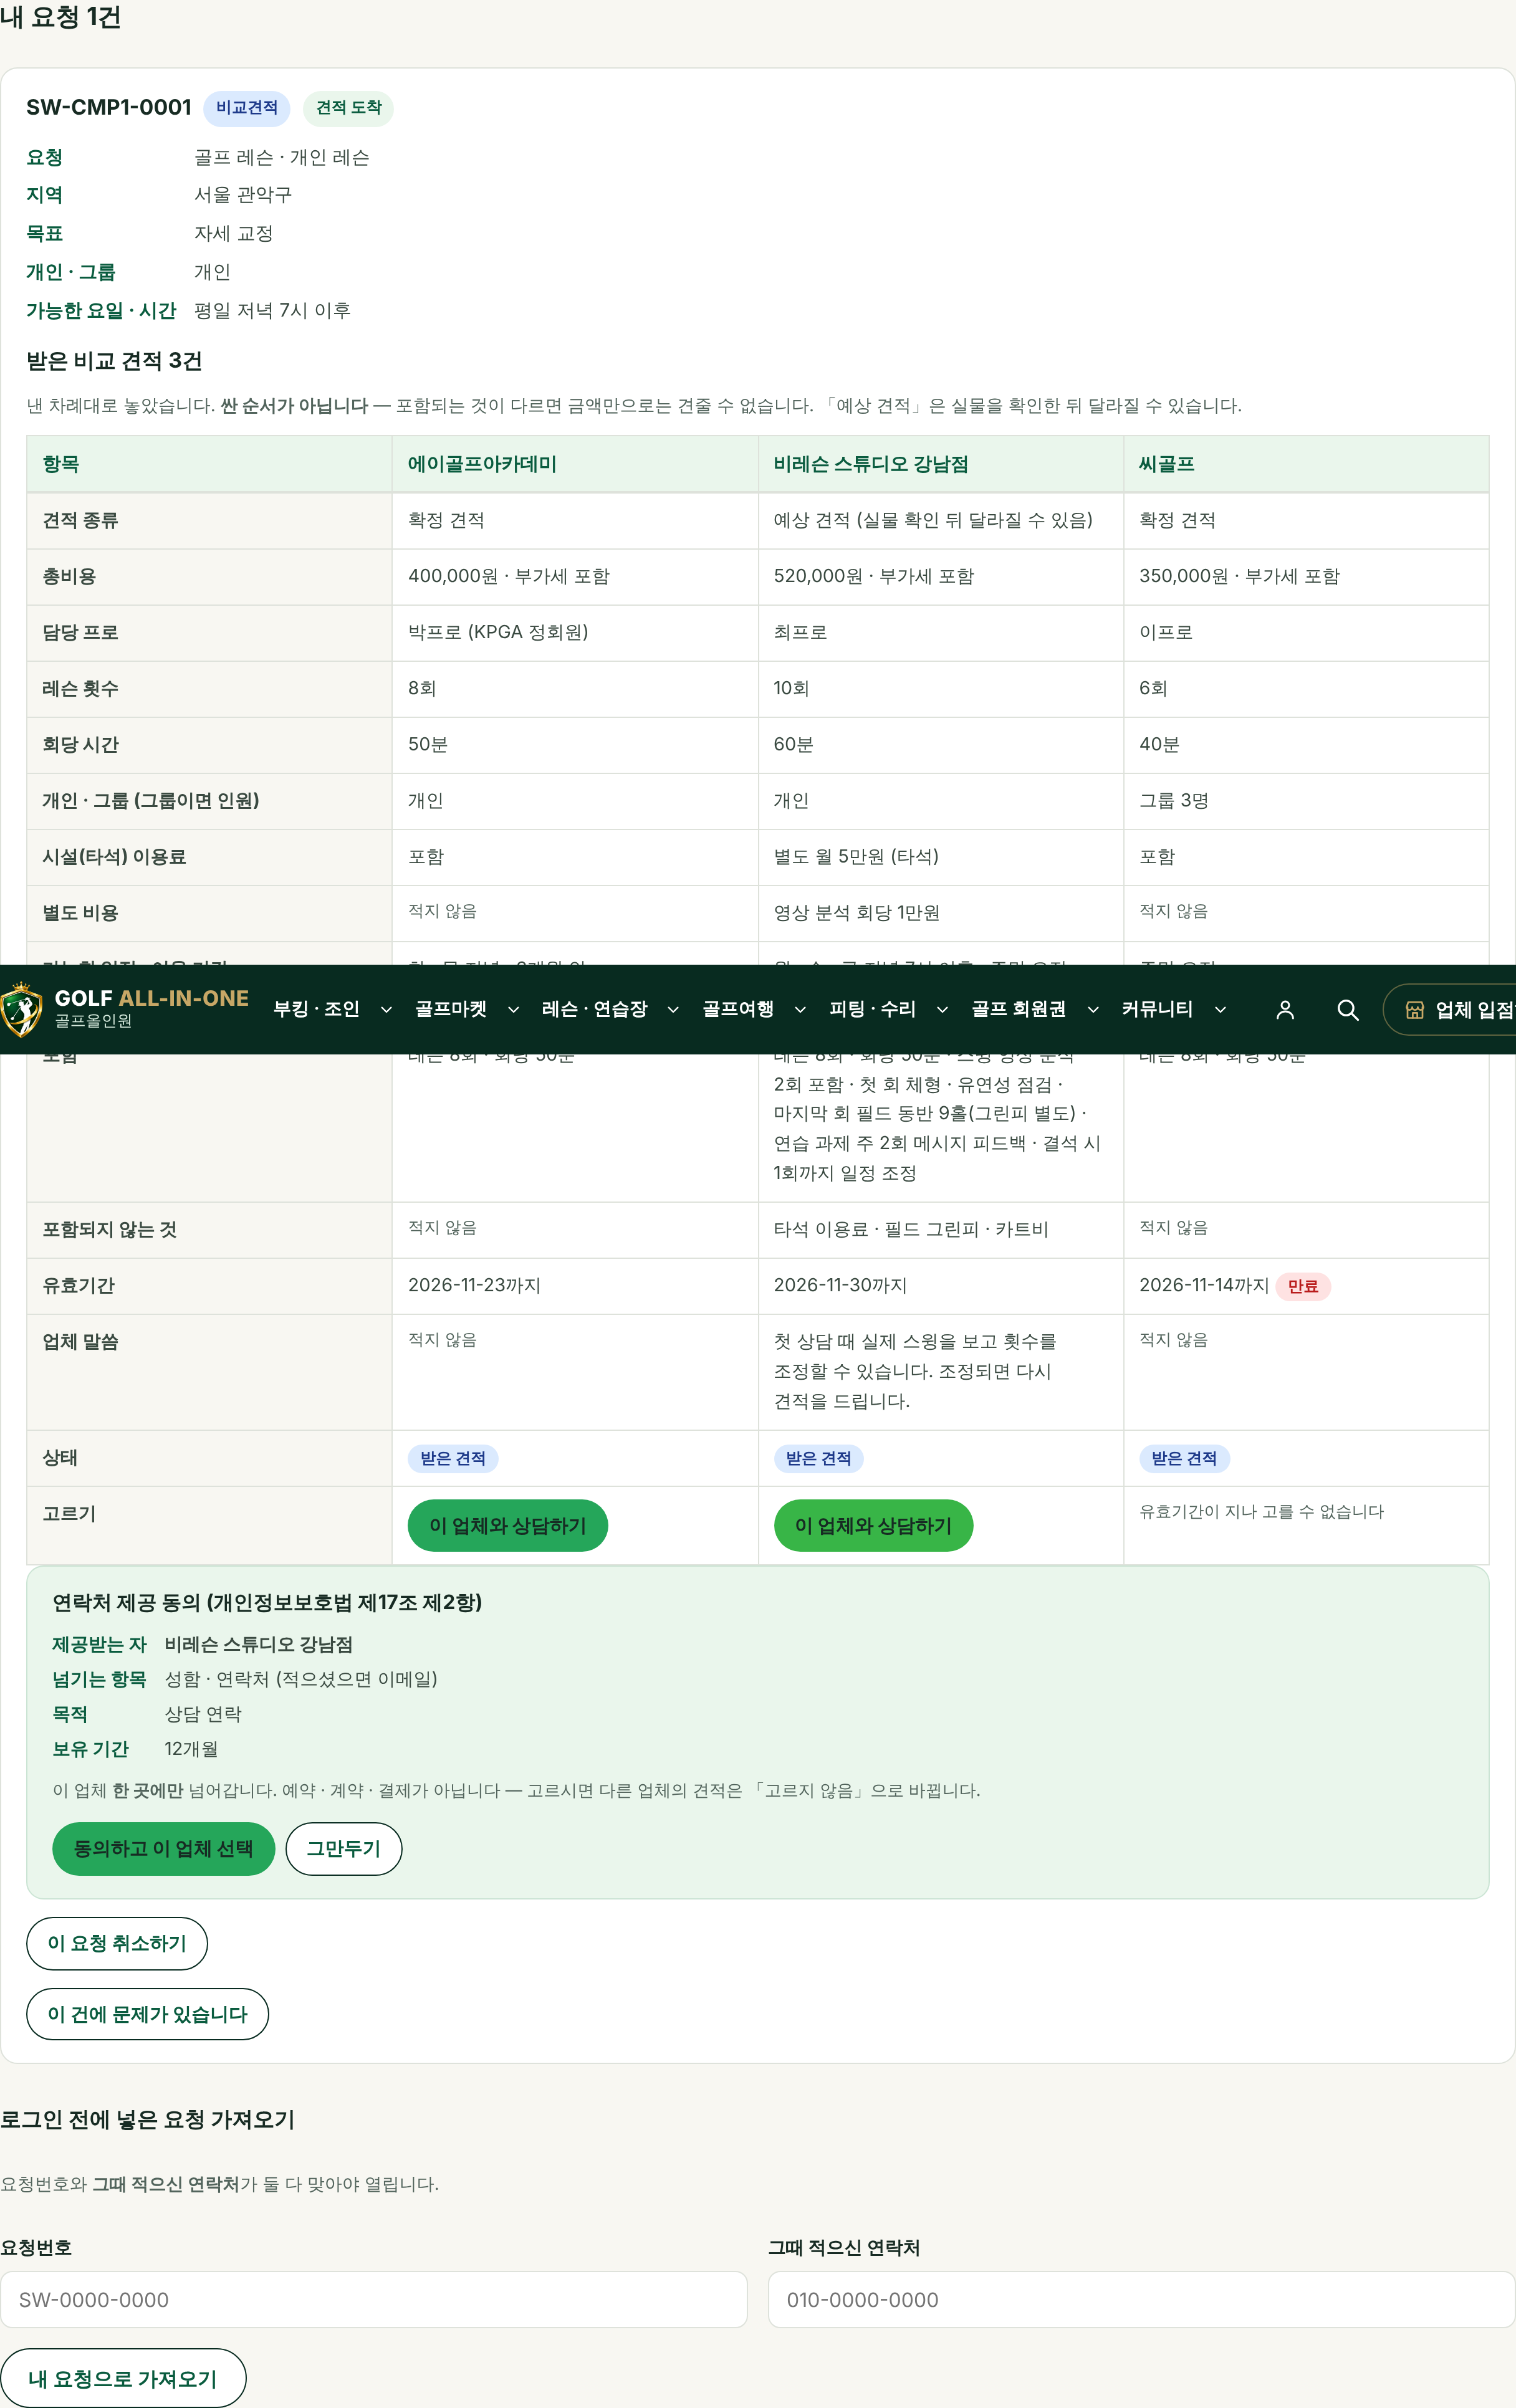 내 요청 1건
SW-CMP1-0001 비교견적 견적 도착
요청 골프 레슨 · 개인 레슨
지역 서울 관악구
목표 자세 교정
개인 · 그룹 개인
가능한 요일 · 시간 평일 저녁 7시 이후
받은 비교 견적 3건
낸 차례대로 놓았습니다. 싼 순서가 아닙니다 — 포함되는 것이 다르면 금액만으로는 견줄 수 없습니다. 「예상 견적」은 실물을 확인한 뒤 달라질 수 있습니다.
항목 에이골프아카데미 비레슨 스튜디오 강남점 씨골프
견적 종류 확정 견적 예상 견적 (실물 확인 뒤 달라질 수 있음) 확정 견적
총비용 400,000원 · 부가세 포함 520,000원 · 부가세 포함 350,000원 · 부가세 포함
담당 프로 박프로 (KPGA 정회원) 최프로 이프로
레슨 횟수 8회 10회 6회
회당 시간 50분 60분 40분
개인 · 그룹 (그룹이면 인원) 개인 개인 그룹 3명
시설(타석) 이용료 포함 별도 월 5만원 (타석) 포함
별도 비용 적지 않음 영상 분석 회당 1만원 적지 않음
GOLF ALL-IN-ONE
골프올인원
부킹 · 조인 골프마켓 레슨 · 연습장 골프여행 피팅 · 수리 골프 회원권 커뮤니티 업체 입점
포함 레슨 8회 · 회당 50분 레슨 8회 · 회당 50분 · 스윙 영상 분석 레슨 8회 · 회당 50분
2회 포함 · 첫 회 체형 · 유연성 점검 ·
마지막 회 필드 동반 9홀(그린피 별도) ·
연습 과제 주 2회 메시지 피드백 · 결석 시
1회까지 일정 조정
포함되지 않는 것 적지 않음 타석 이용료 · 필드 그린피 · 카트비 적지 않음
유효기간 2026-11-23까지 2026-11-30까지 2026-11-14까지 만료
업체 말씀 적지 않음 첫 상담 때 실제 스윙을 보고 횟수를 적지 않음
조정할 수 있습니다. 조정되면 다시
견적을 드립니다.
상태 받은 견적 받은 견적 받은 견적
고르기 이 업체와 상담하기 이 업체와 상담하기 유효기간이 지나 고를 수 없습니다
연락처 제공 동의 (개인정보보호법 제17조 제2항)
제공받는 자 비레슨 스튜디오 강남점
넘기는 항목 성함 · 연락처 (적으셨으면 이메일)
목적 상담 연락
보유 기간 12개월
이 업체 한 곳에만 넘어갑니다. 예약 · 계약 · 결제가 아닙니다 — 고르시면 다른 업체의 견적은 「고르지 않음」으로 바뀝니다.
동의하고 이 업체 선택 그만두기
이 요청 취소하기
이 건에 문제가 있습니다
로그인 전에 넣은 요청 가져오기
요청번호와 그때 적으신 연락처가 둘 다 맞아야 열립니다.
요청번호 그때 적으신 연락처
SW-0000-0000 010-0000-0000
내 요청으로 가져오기